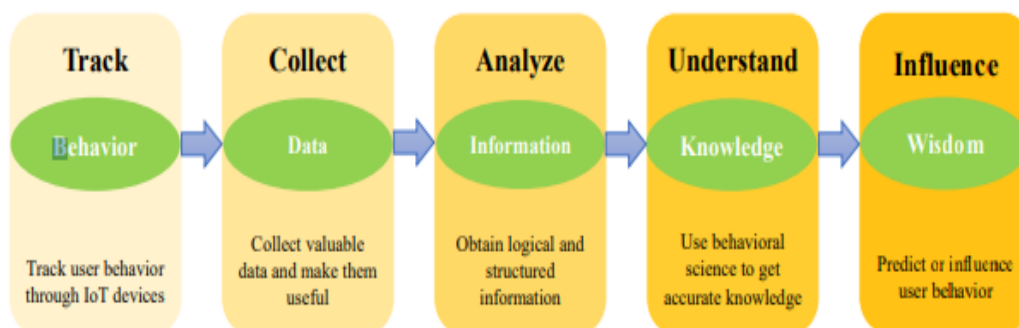 Track
Behavior
Track user behavior
through IoT devices
Collect
Data
Collect valuable
data and make them
useful
Analyze
Information
Obtain logical and
structured
information
Understand
Knowledge
Use behavioral
science to get
accurate knowledge
Influence
Wisdom
Predict or influence
user behavior